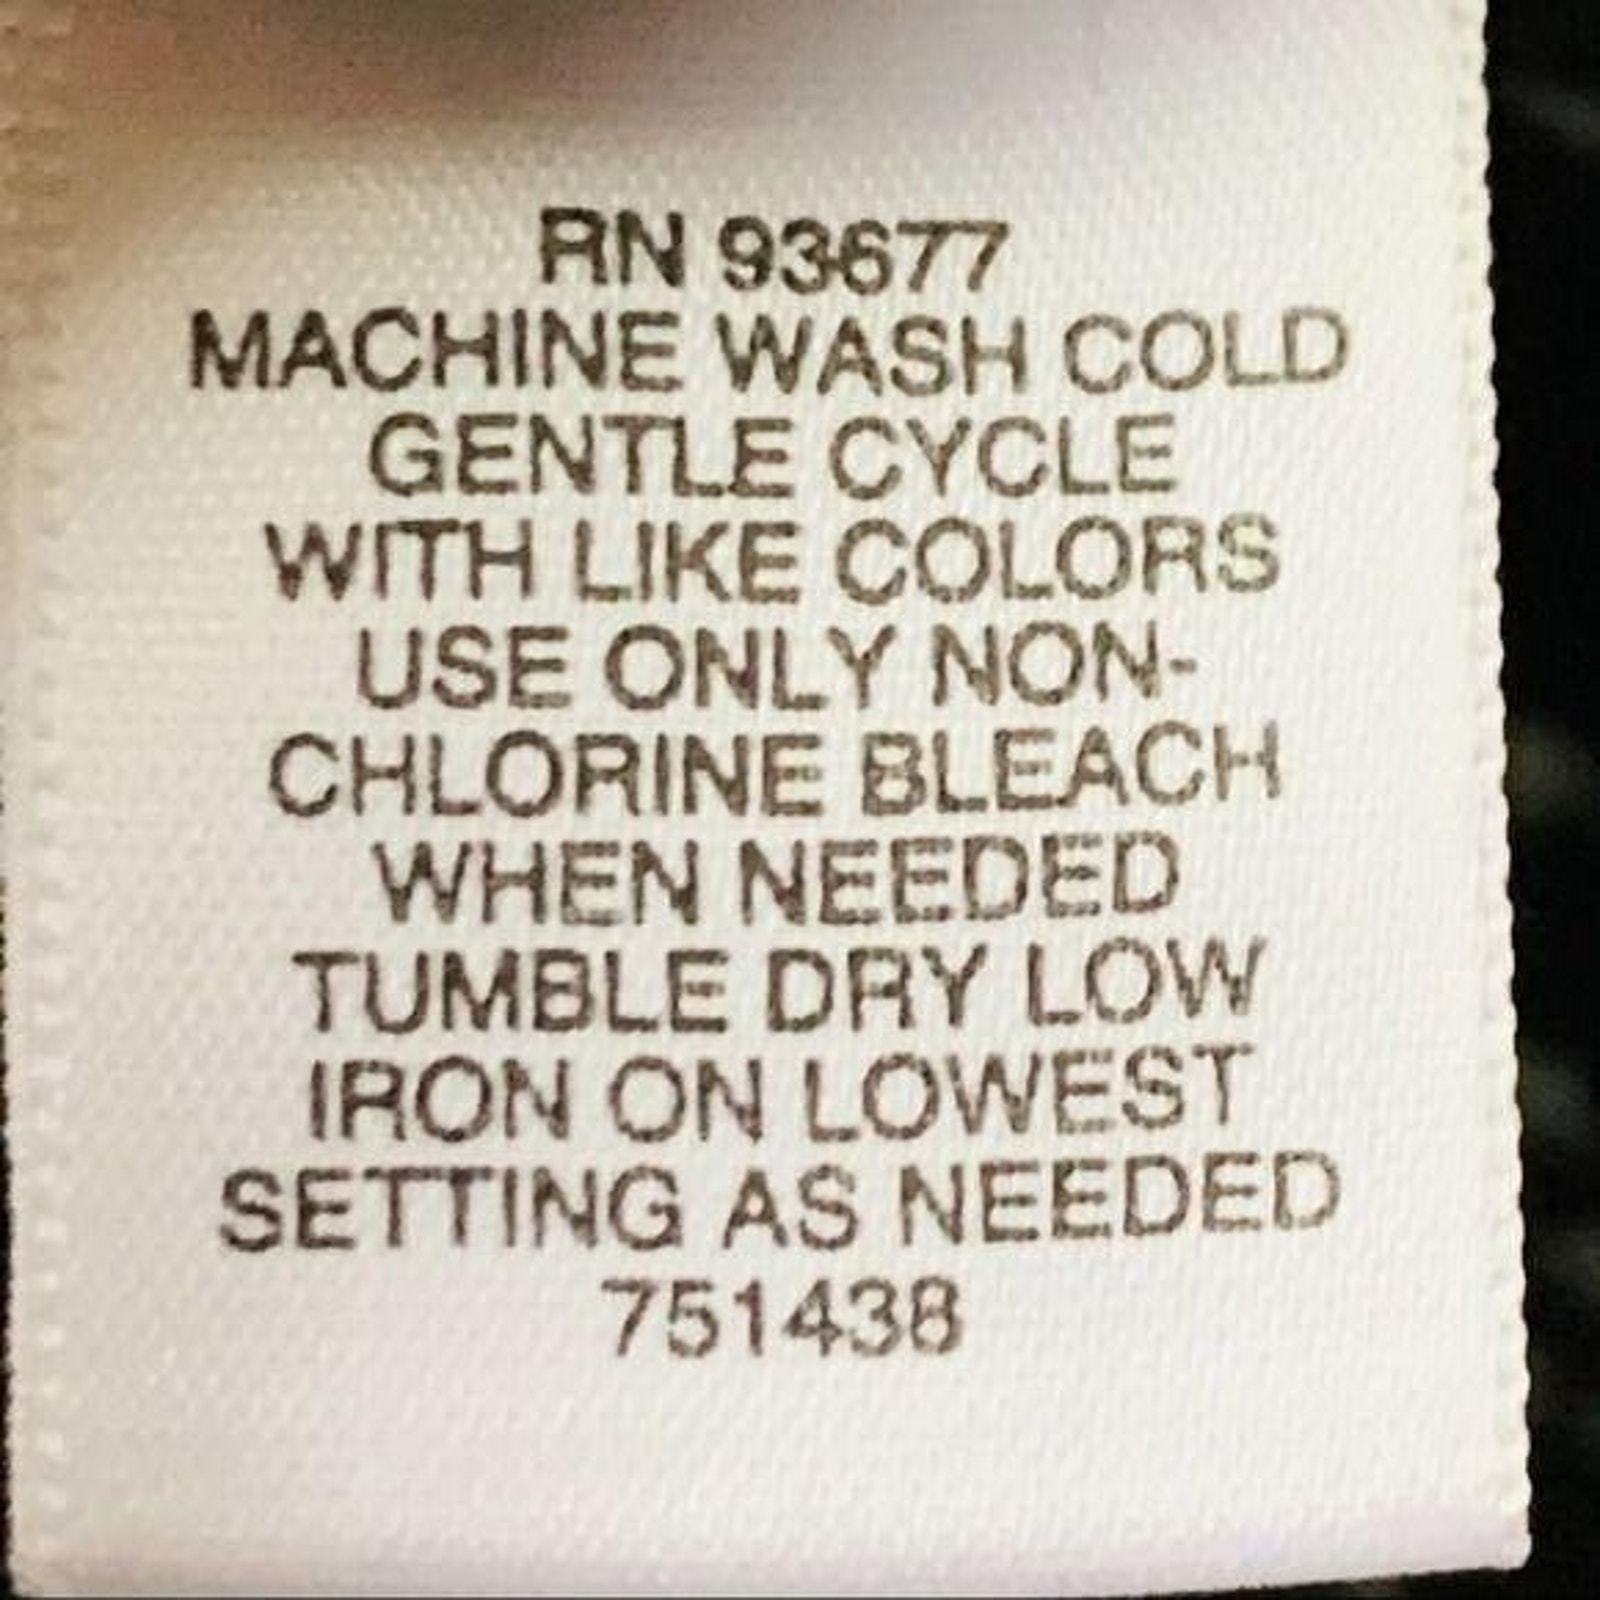 RN 93677
MACHINE WASH COLD
GENTLE CYCLE
WITH LIKE COLORS
USE ONLY NON-
CHLORINE BLEACH
WHEN NEEDED
TUMBLE DRY LOW
IRON ON LOWEST
SETTING AS NEEDED
751438